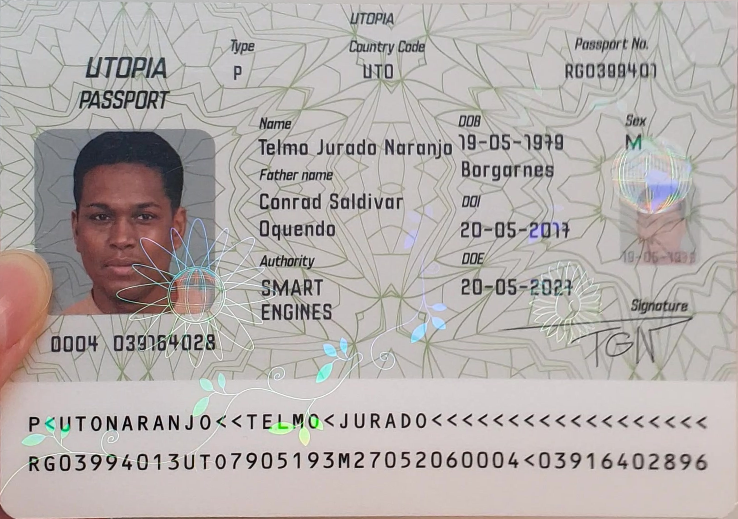 UTOPIA
Type Country Code Passport No.
UTOPIA P UTO RG0399401
PASSPORT
Name DOB Sex
Telmo Jurado Naranjo 19-05-1979 M
Father name Borgarnes
Conrad Saldivar DOI
Oquendo 20-05-2017
Authority DOE
SMART 20-05-2027
ENGINES
19-05-1979
Signature
TGN
0004 039164028
P<UTONARANJO<<TELMO<JURADO<<<<<<<<<<<<<<<<<<
RG03994013UTO7905193M27052060004<03916402896